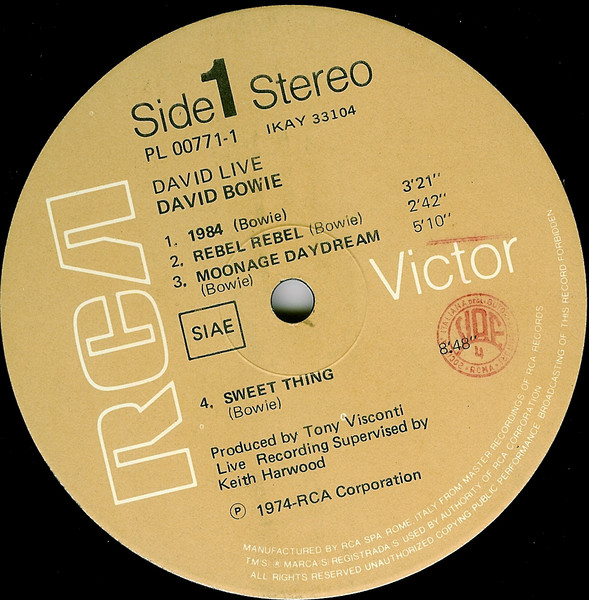 Side 1 Stereo
PL 00771-1 IKAY 33104
DAVID LIVE
DAVID BOWIE
1. 1984 (Bowie) 3'21"
2. REBEL REBEL (Bowie) 2'42"
3. MOONAGE DAYDREAM 5'10"
(Bowie)
RCA
Victor
SIAE
8'48"
ROMA
4. SWEET THING
(Bowie)
Produced by Tony Visconti
Live Recording Supervised by
Keith Harwood
Ⓟ 1974-RCA Corporation
MANUFACTURED BY RCA SPA, ROME, ITALY FROM MASTER RECORDINGS OF RCA RECORDS
TM'S ® MARCA'S REGISTRADA'S USED BY AUTHORITY OF RCA CORPORATION
ALL RIGHTS RESERVED UNAUTHORIZED COPYING PUBLIC PERFORMANCE BROADCASTING OF THIS RECORD FORBIDDEN